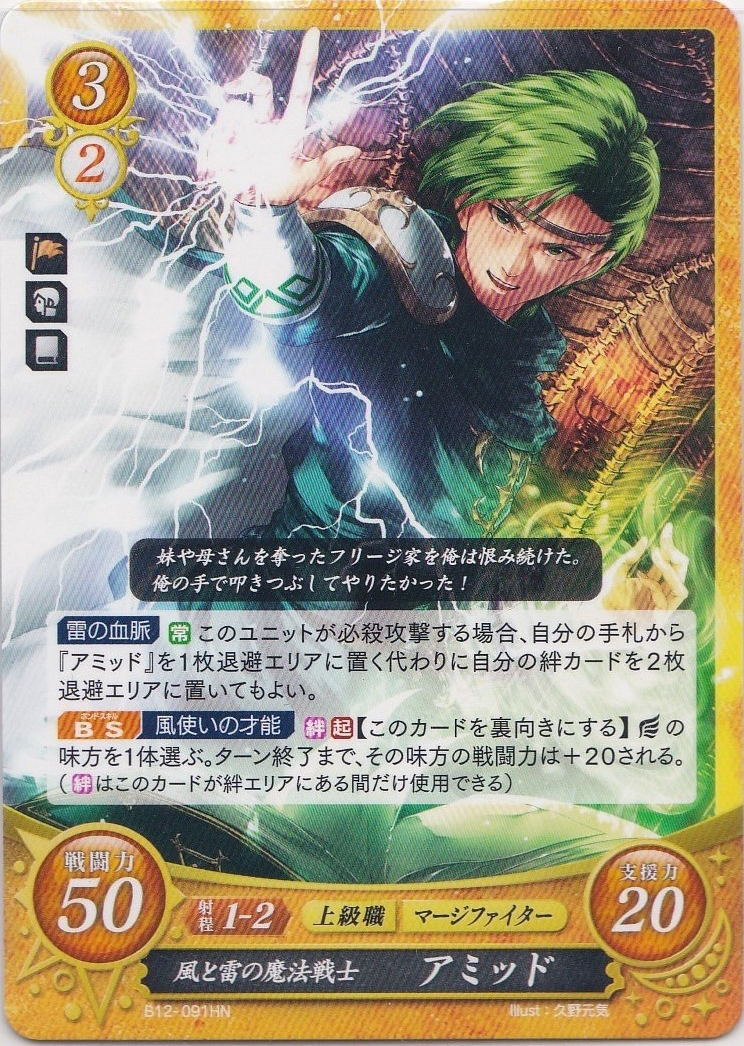 3
2
妹や母さんを奪ったフリージ家を俺は恨み続けた。
俺の手で叩きつぶしてやりたかった！
雷の血脈 常 このユニットが必殺攻撃する場合、自分の手札から
『アミッド』を1枚退避エリアに置く代わりに自分の絆カードを2枚
退避エリアに置いてもよい。
ボンドスキル
BS 風使いの才能 絆 起 【このカードを裏向きにする】の
味方を1体選ぶ。ターン終了まで、その味方の戦闘力は＋20される。
（絆はこのカードが絆エリアにある間だけ使用できる）
戦闘力
50
射程 1-2 上級職 マージファイター
支援力
20
風と雷の魔法戦士 アミッド
B12-091HN Illust：久野元気